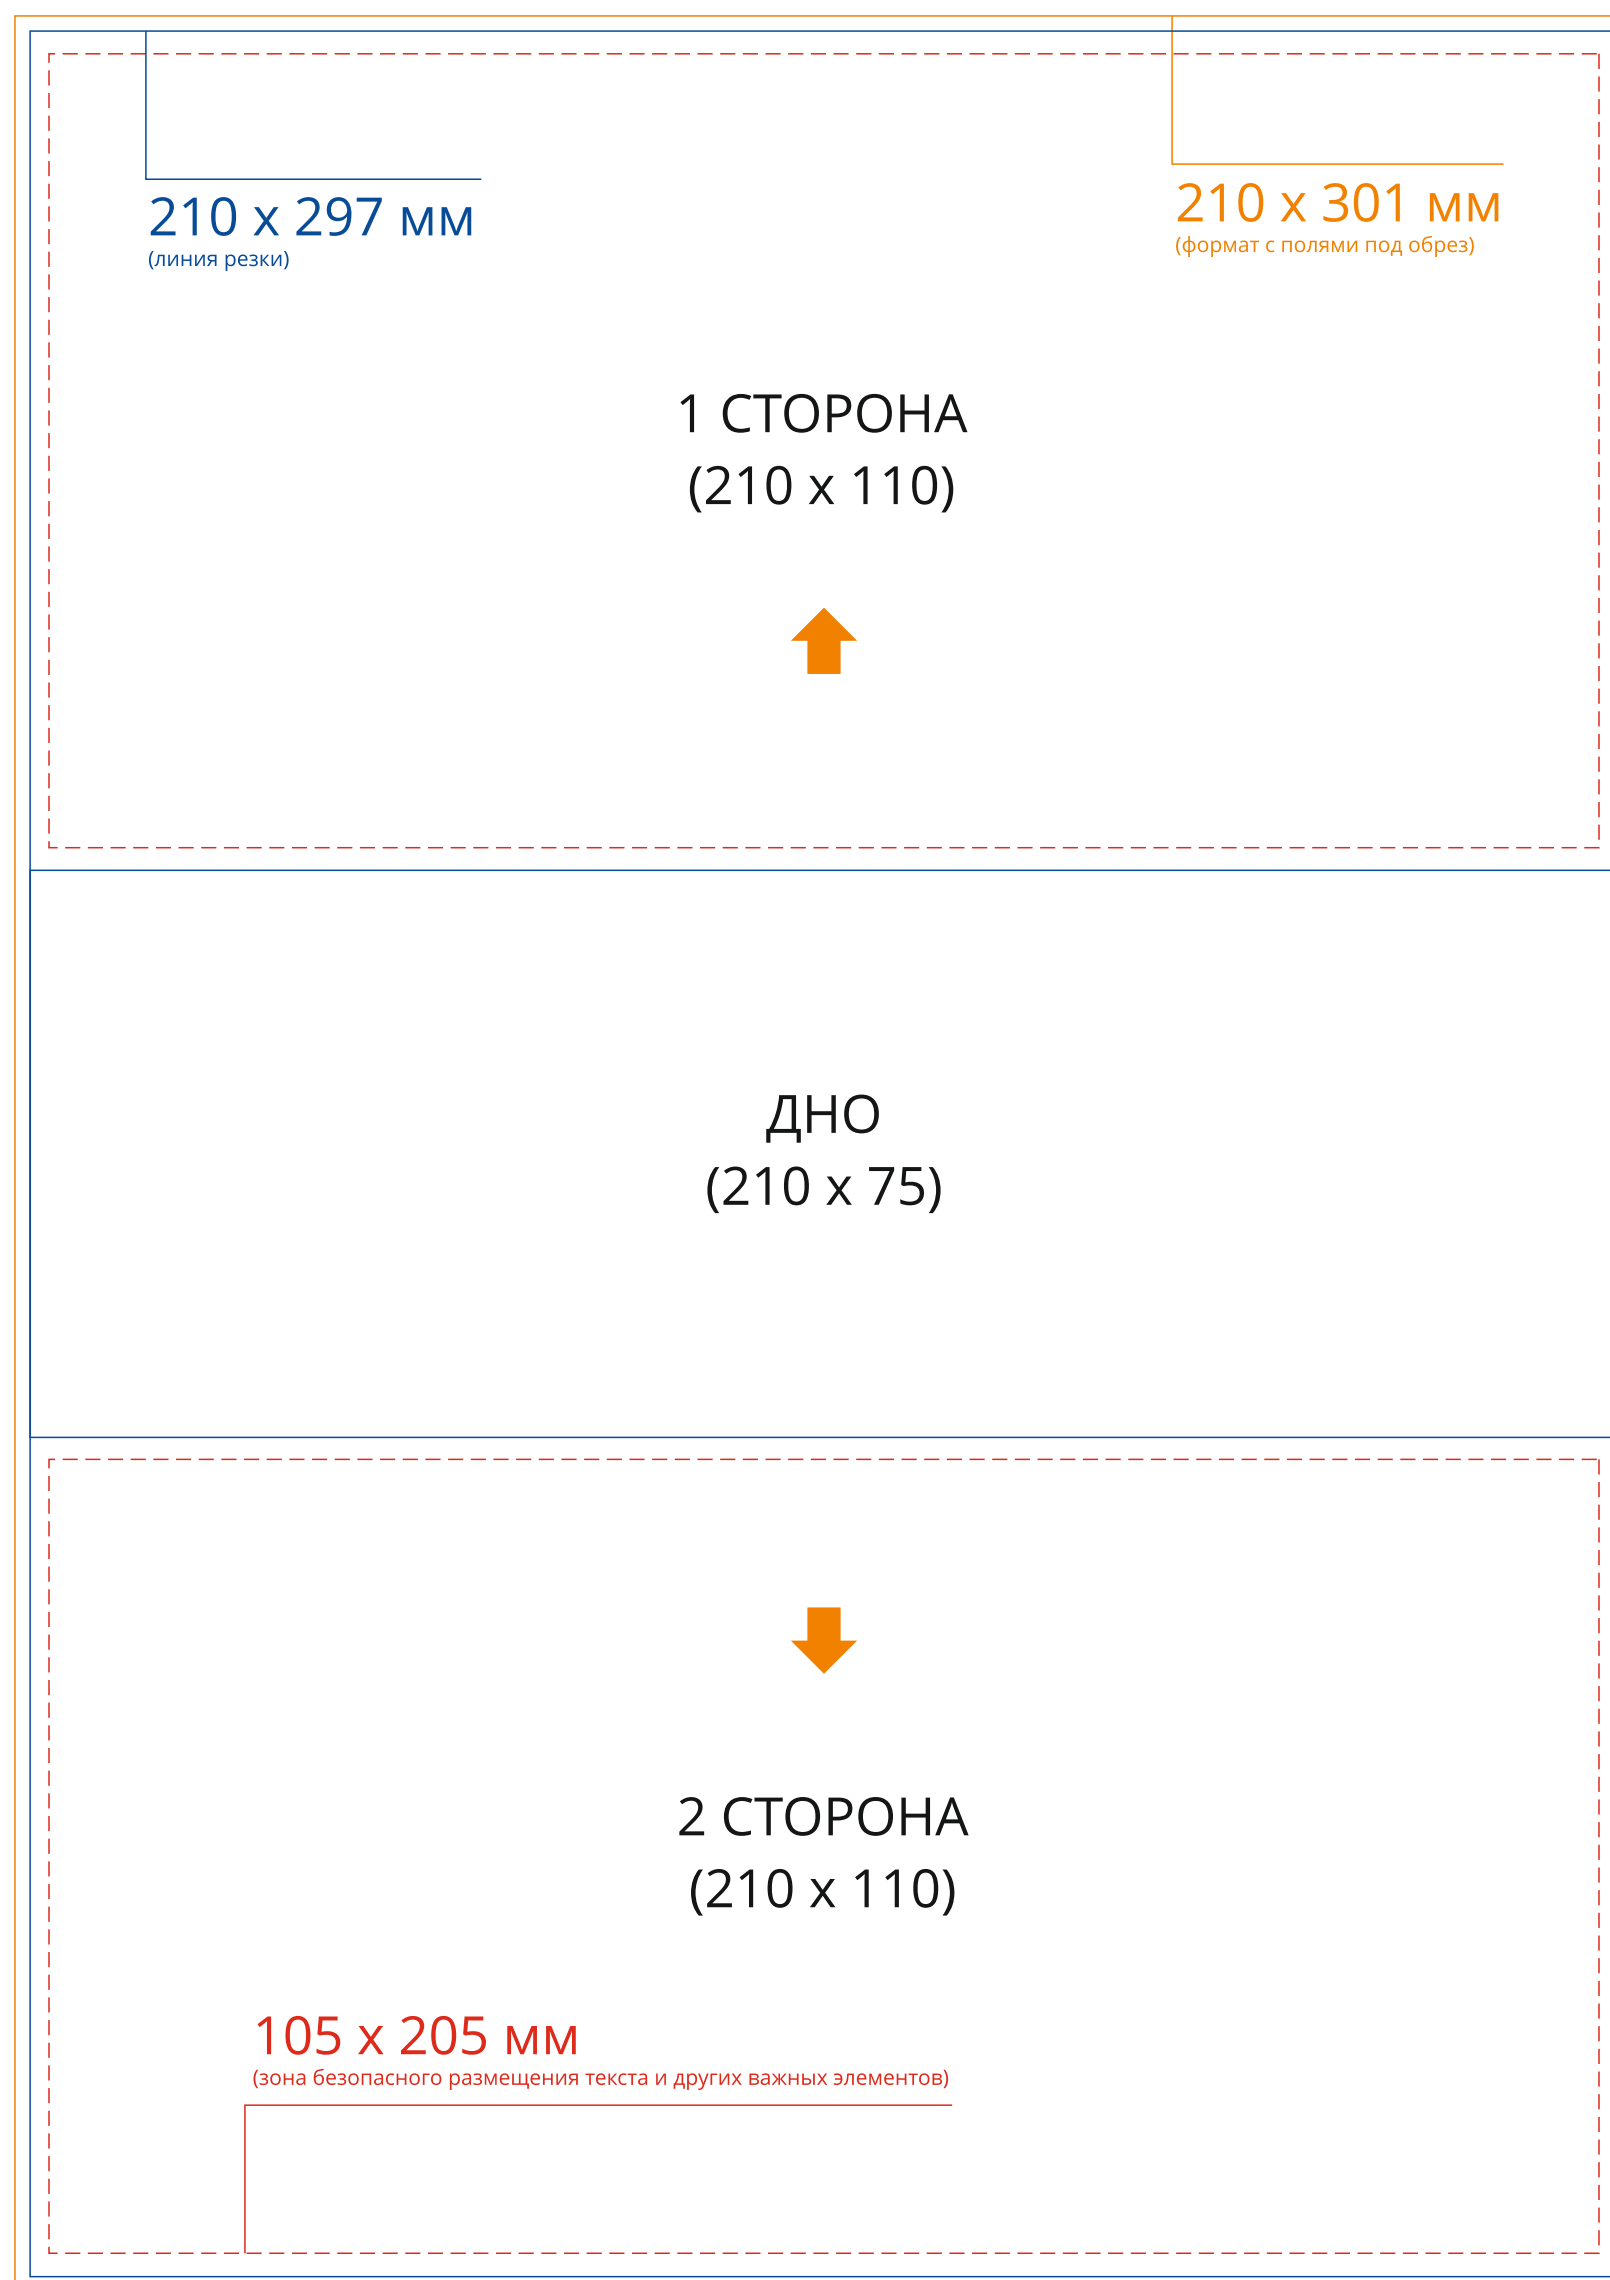 210 x 297 мм
(линия резки)
210 x 301 мм
(формат с полями под обрез)
1 СТОРОНА
(210 x 110)
ДНО
(210 x 75)
2 СТОРОНА
(210 x 110)
105 x 205 мм
(зона безопасного размещения текста и других важных элементов)